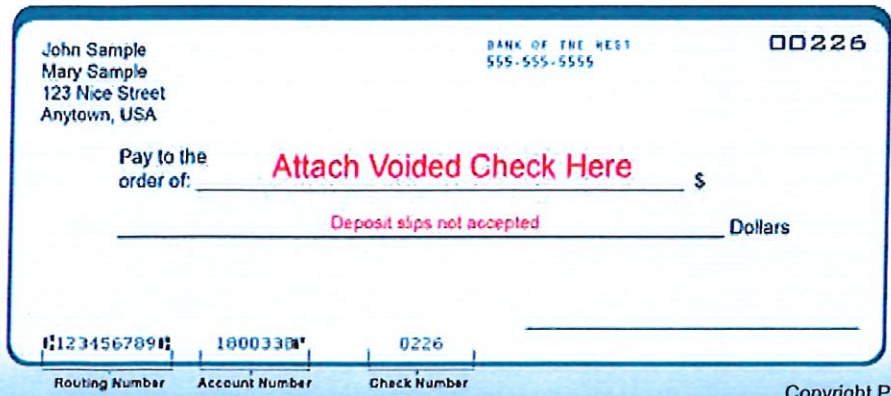 John Sample
Mary Sample
123 Nice Street
Anytown, USA
BANK OF THE WEST
555-555-5555
00226
Pay to the
order of:
Attach Voided Check Here
$
Deposit slips not accepted
Dollars
⑆123456789⑆ 1800338⑈ 0226
Routing Number Account Number Check Number
Copyright P